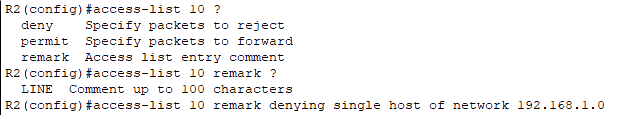 R2(config)#access-list 10 ?
  deny    Specify packets to reject
  permit  Specify packets to forward
  remark  Access list entry comment
R2(config)#access-list 10 remark ?
  LINE  Comment up to 100 characters
R2(config)#access-list 10 remark denying single host of network 192.168.1.0